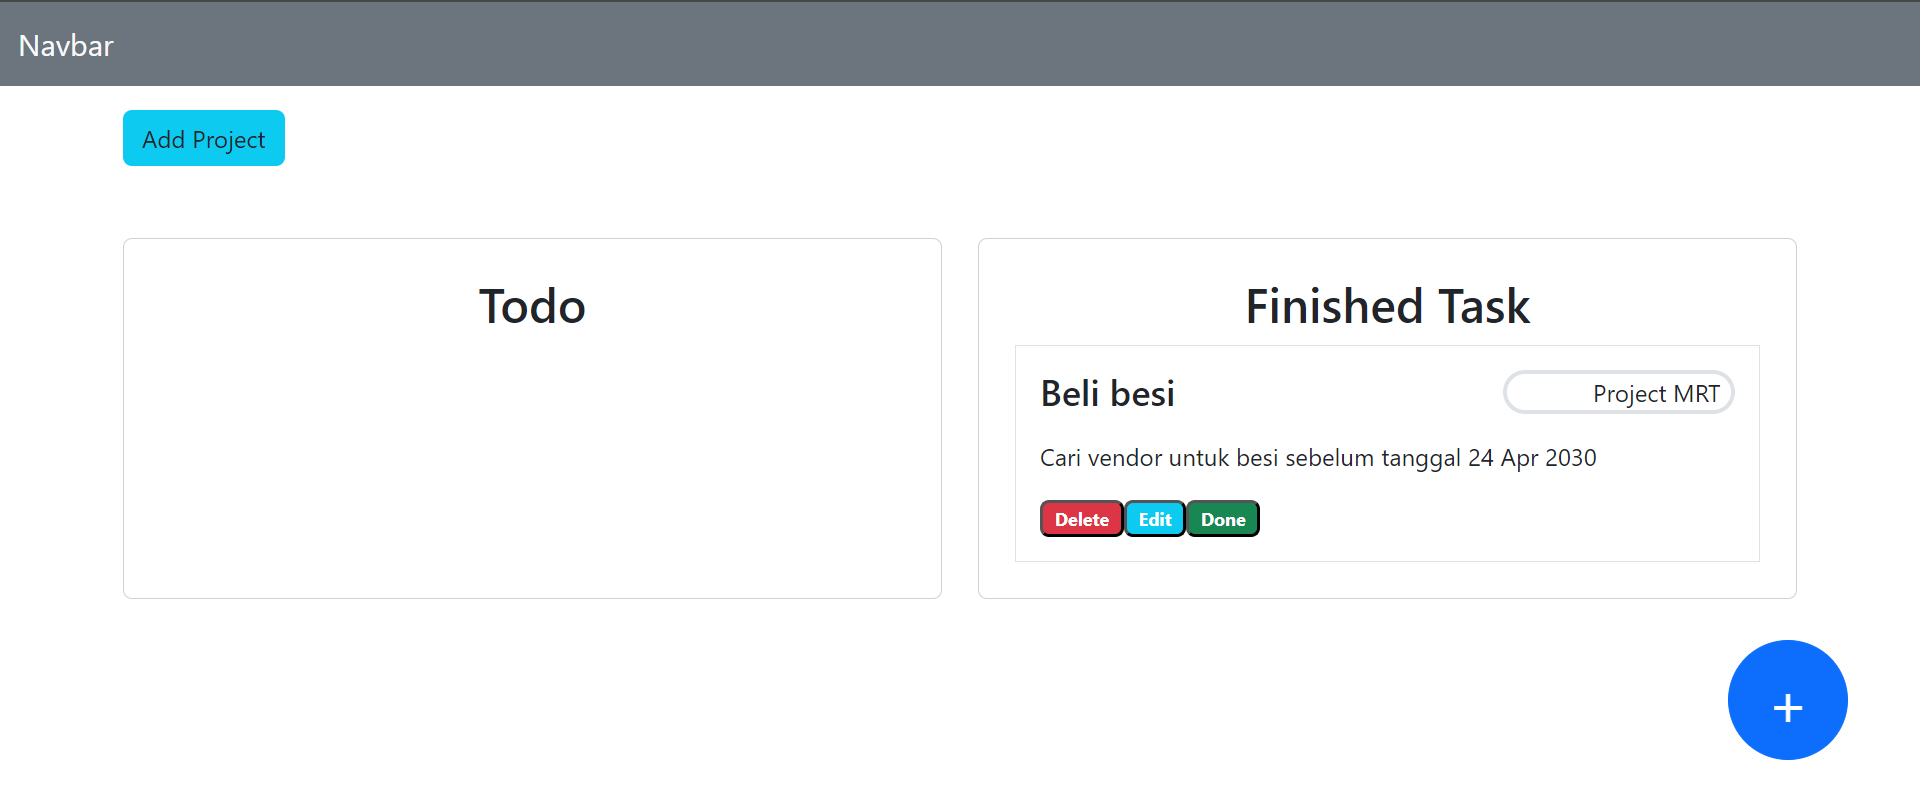 Navbar
Add Project
Todo
Finished Task
Beli besi
Project MRT
Cari vendor untuk besi sebelum tanggal 24 Apr 2030
Delete Edit Done
+